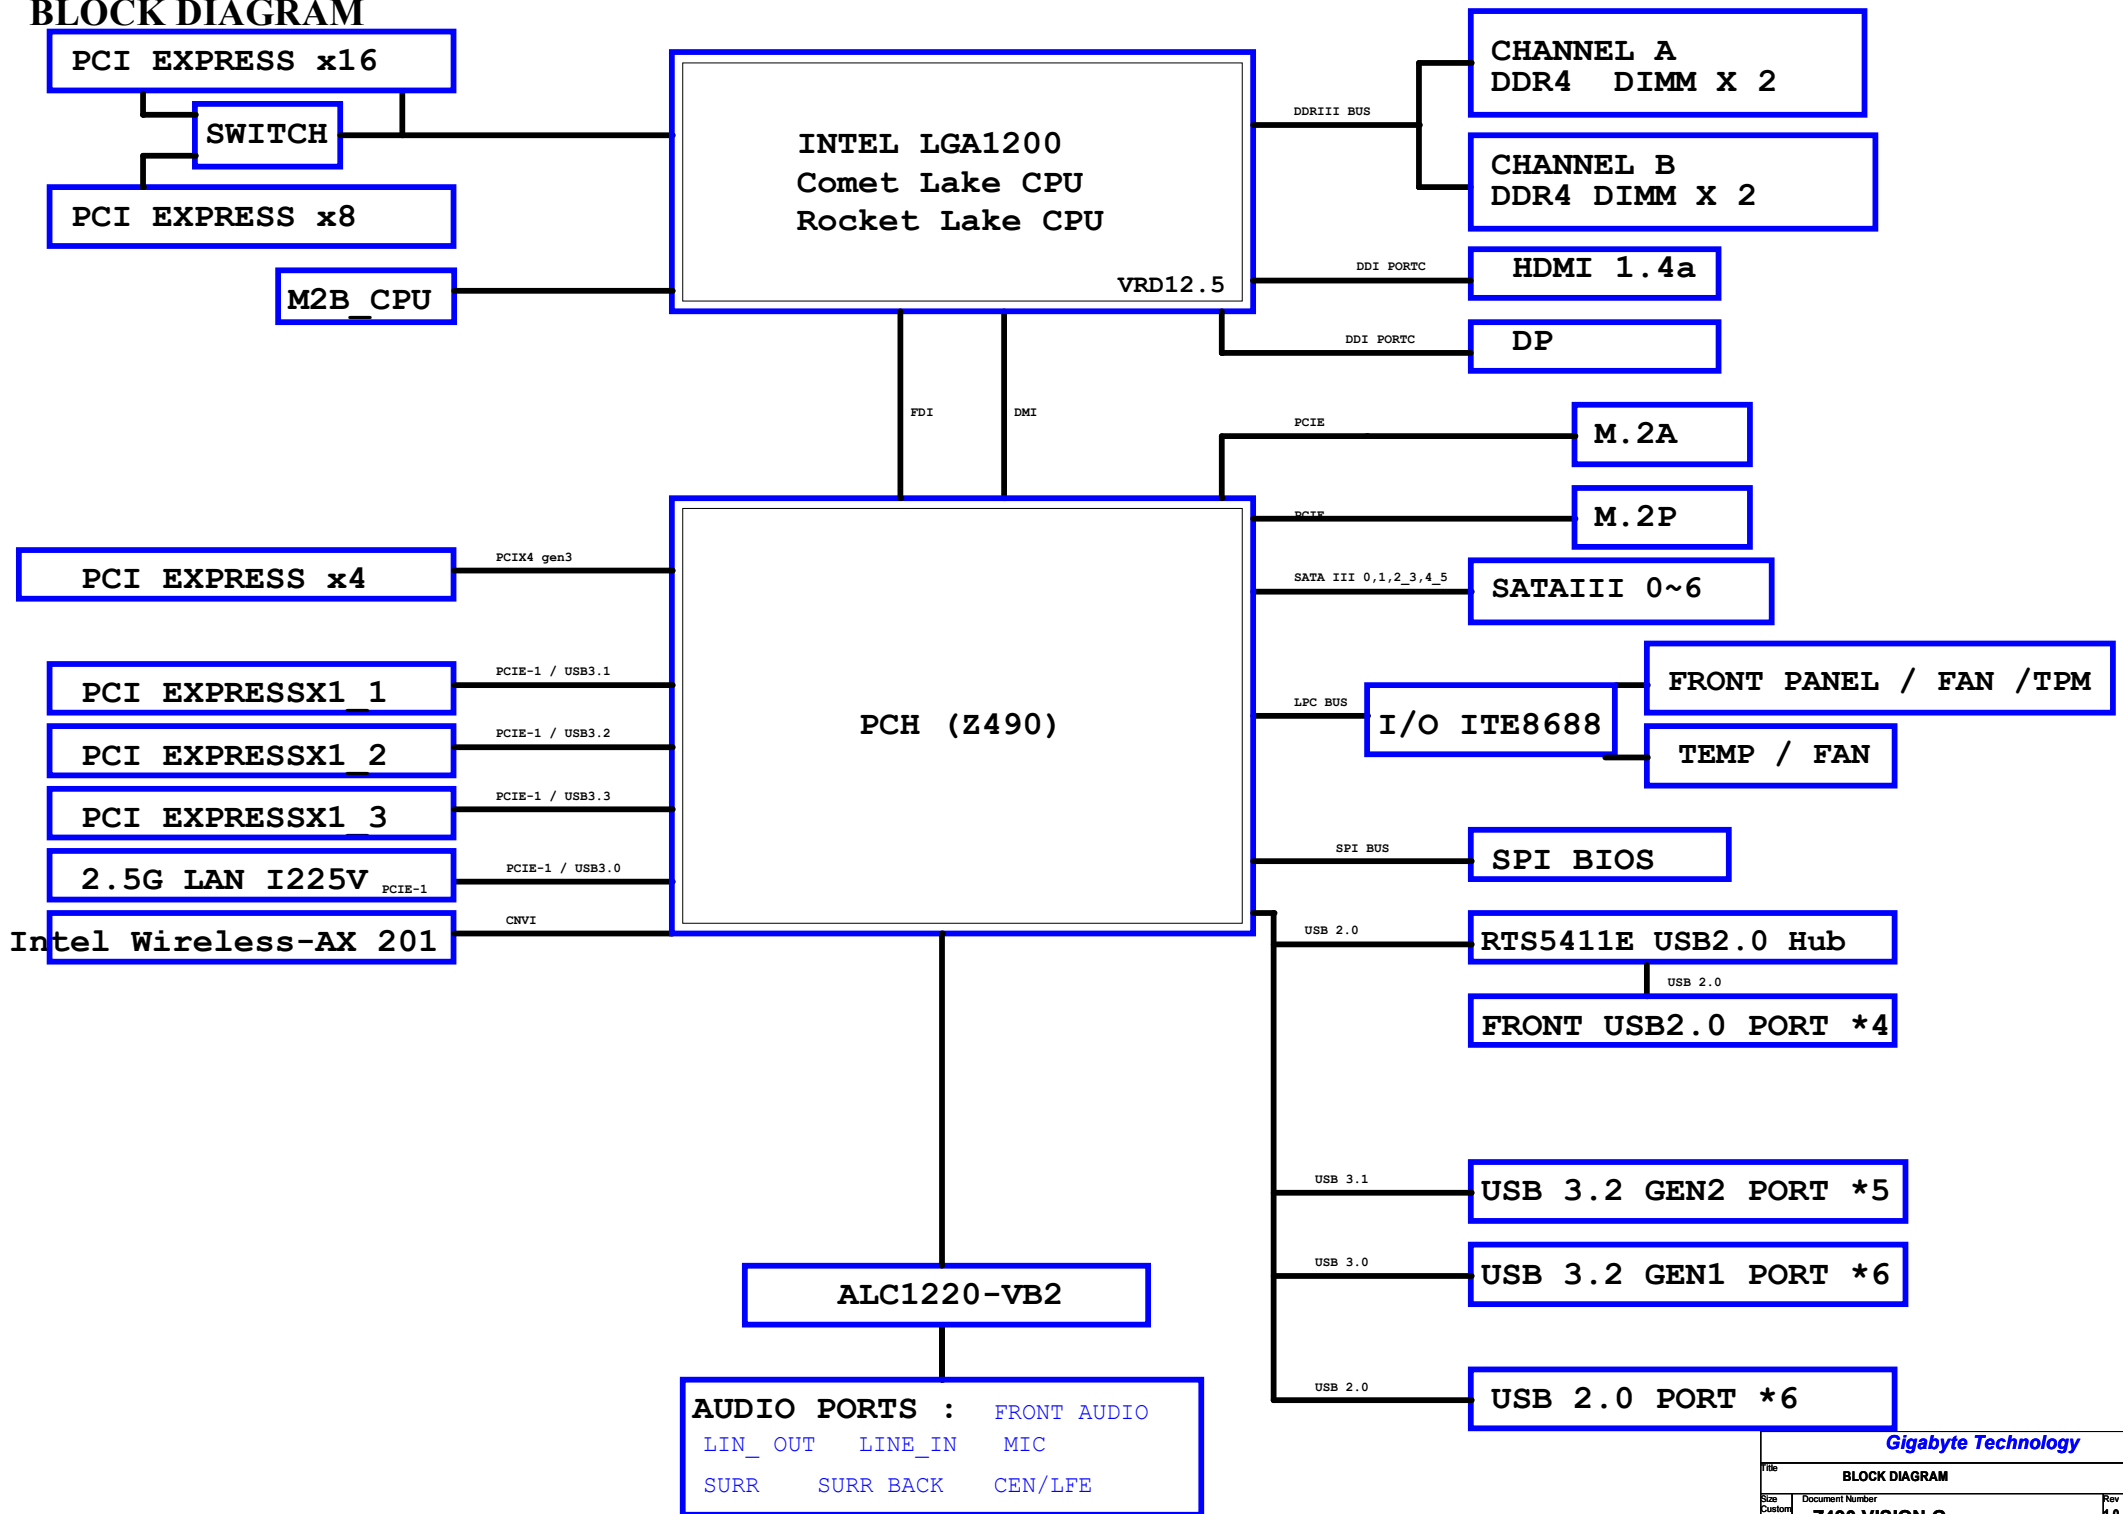 BLOCK DIAGRAM
PCI EXPRESS x16
SWITCH
PCI EXPRESS x8
M2B_CPU
INTEL LGA1200
Comet Lake CPU
Rocket Lake CPU
VRD12.5
DDRIII BUS
CHANNEL A
DDR4 DIMM X 2
CHANNEL B
DDR4 DIMM X 2
DDI PORTC
HDMI 1.4a
DDI PORTC
DP
FDI
DMI
PCIE
M.2A
PCIE
M.2P
PCIX4 gen3
PCI EXPRESS x4
SATA III 0,1,2_3,4_5
SATAIII 0~6
PCIE-1 / USB3.1
PCI EXPRESSX1_1
PCIE-1 / USB3.2
PCI EXPRESSX1_2
PCIE-1 / USB3.3
PCI EXPRESSX1_3
PCIE-1 / USB3.0
2.5G LAN I225V PCIE-1
CNVI
Intel Wireless-AX 201
PCH (Z490)
LPC BUS
I/O ITE8688
FRONT PANEL / FAN /TPM
TEMP / FAN
SPI BUS
SPI BIOS
USB 2.0
RTS5411E USB2.0 Hub
USB 2.0
FRONT USB2.0 PORT *4
USB 3.1
USB 3.2 GEN2 PORT *5
USB 3.0
USB 3.2 GEN1 PORT *6
USB 2.0
USB 2.0 PORT *6
ALC1220-VB2
AUDIO PORTS : FRONT AUDIO
LIN_ OUT LINE_IN MIC
SURR SURR BACK CEN/LFE
Gigabyte Technology
Title
BLOCK DIAGRAM
Size
Custom
Document Number
Rev